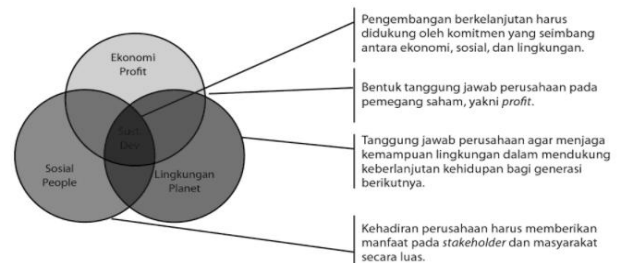 Ekonomi
Profit
Sust.
Dev.
Sosial
People
Lingkungan
Planet
Pengembangan berkelanjutan harus
didukung oleh komitmen yang seimbang
antara ekonomi, sosial, dan lingkungan.
Bentuk tanggung jawab perusahaan pada
pemegang saham, yakni profit.
Tanggung jawab perusahaan agar menjaga
kemampuan lingkungan dalam mendukung
keberlanjutan kehidupan bagi generasi
berikutnya.
Kehadiran perusahaan harus memberikan
manfaat pada stakeholder dan masyarakat
secara luas.